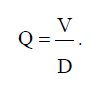 Q = V/D .